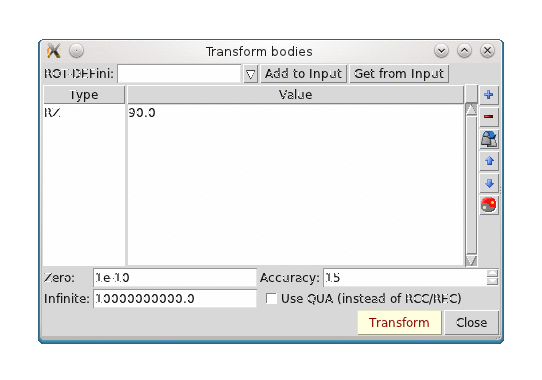 Transform bodies
ROT-DEFini: Add to Input Get from Input
Type Value
RZ 90.0
Zero: 1e-10 Accuracy: 15
Infinite: 10000000000.0 Use QUA (instead of RCC/REC)
Transform Close